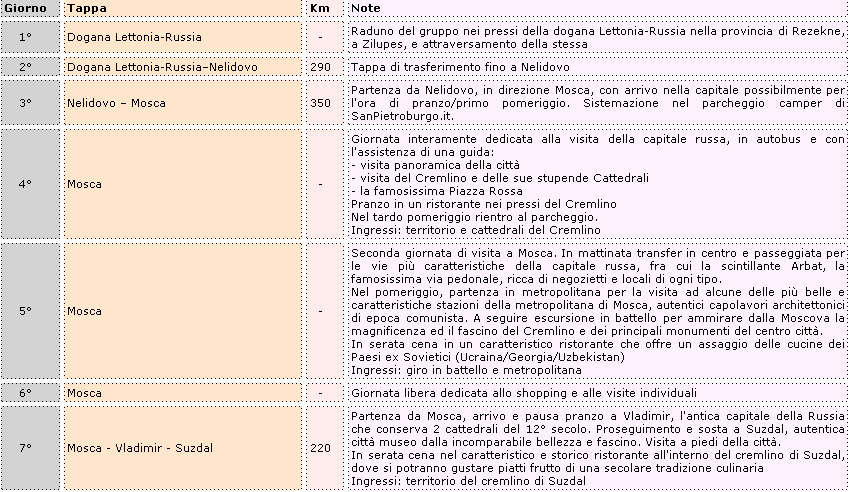 Giorno Tappa Km Note
1° Dogana Lettonia-Russia - Raduno del gruppo nei pressi della dogana Lettonia-Russia nella provincia di Rezekne,
a Zilupes, e attraversamento della stessa
2° Dogana Lettonia-Russia–Nelidovo 290 Tappa di trasferimento fino a Nelidovo
3° Nelidovo – Mosca 350 Partenza da Nelidovo, in direzione Mosca, con arrivo nella capitale possibilmente per
l'ora di pranzo/primo pomeriggio. Sistemazione nel parcheggio camper di
SanPietroburgo.it.
4° Mosca - Giornata interamente dedicata alla visita della capitale russa, in autobus e con
l'assistenza di una guida:
- visita panoramica della città
- visita del Cremlino e delle sue stupende Cattedrali
- la famosissima Piazza Rossa
Pranzo in un ristorante nei pressi del Cremlino
Nel tardo pomeriggio rientro al parcheggio.
Ingressi: territorio e cattedrali del Cremlino
5° Mosca - Seconda giornata di visita a Mosca. In mattinata transfer in centro e passeggiata per
le vie più caratteristiche della capitale russa, fra cui la scintillante Arbat, la
famosissima via pedonale, ricca di negozietti e locali di ogni tipo.
Nel pomeriggio, partenza in metropolitana per la visita ad alcune delle più belle e
caratteristiche stazioni della metropolitana di Mosca, autentici capolavori architettonici
di epoca comunista. A seguire escursione in battello per ammirare dalla Moscova la
magnificenza ed il fascino del Cremlino e dei principali monumenti del centro città.
In serata cena in un caratteristico ristorante che offre un assaggio delle cucine dei
Paesi ex Sovietici (Ucraina/Georgia/Uzbekistan)
Ingressi: giro in battello e metropolitana
6° Mosca - Giornata libera dedicata allo shopping e alle visite individuali
7° Mosca - Vladimir - Suzdal 220 Partenza da Mosca, arrivo e pausa pranzo a Vladimir, l'antica capitale della Russia
che conserva 2 cattedrali del 12° secolo. Proseguimento e sosta a Suzdal, autentica
città museo dalla incomparabile bellezza e fascino. Visita a piedi della città.
In serata cena nel caratteristico e storico ristorante all'interno del cremlino di Suzdal,
dove si potranno gustare piatti frutto di una secolare tradizione culinaria
Ingressi: territorio del cremlino di Suzdal